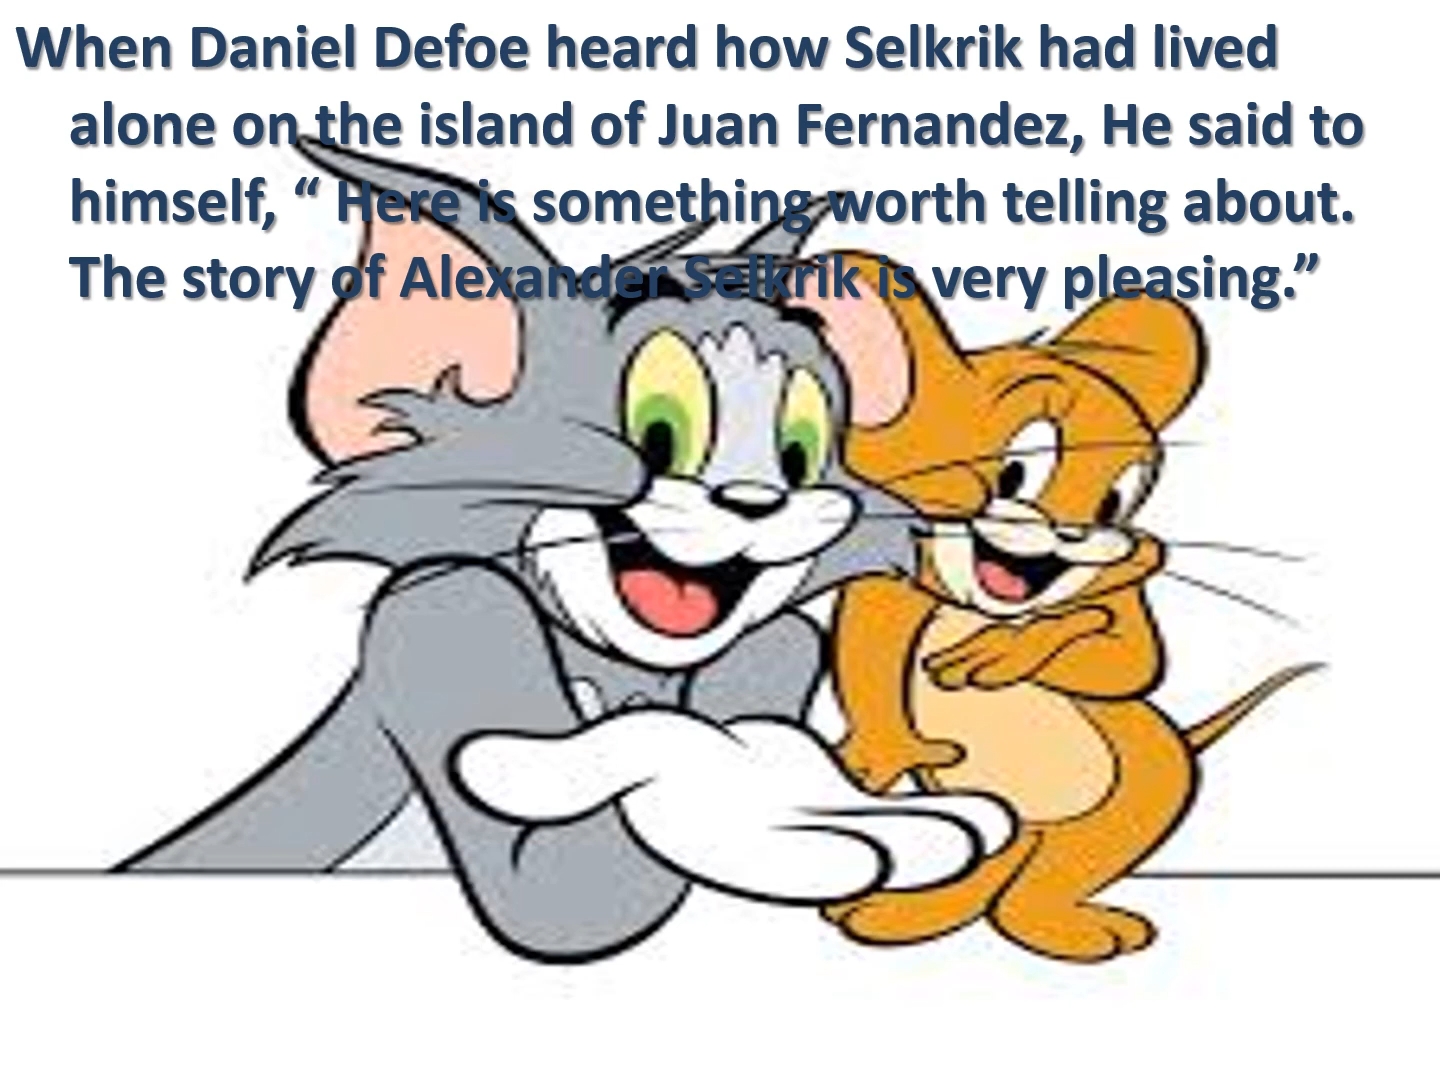 When Daniel Defoe heard how Selkrik had lived
alone on the island of Juan Fernandez, He said to
himself, “ Here is something worth telling about.
The story of Alexander Selkrik is very pleasing.”